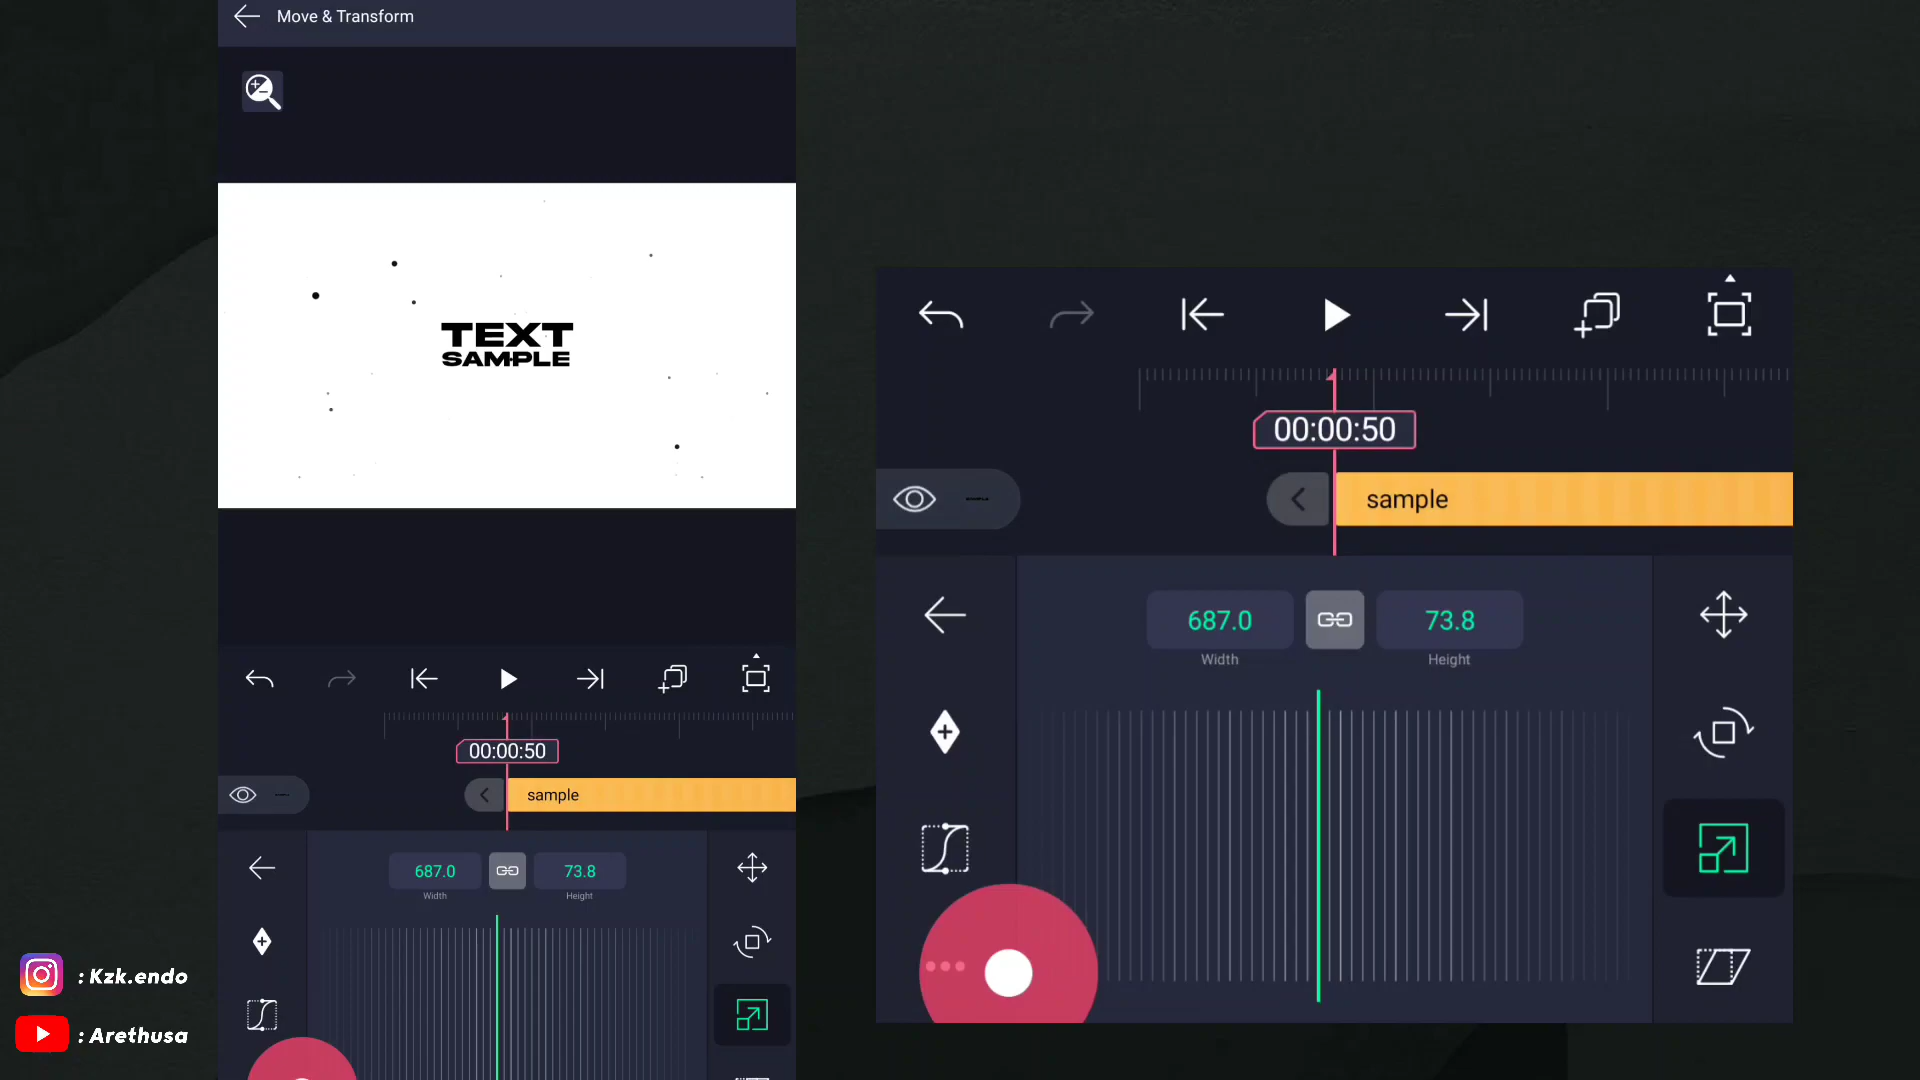 Move & Transform
TEXT
SAMPLE
00:00:50
sample
687.0
73.8
Width
Height
00:00:50
sample
687.0
73.8
Width
Height
: Kzk.endo
: Arethusa